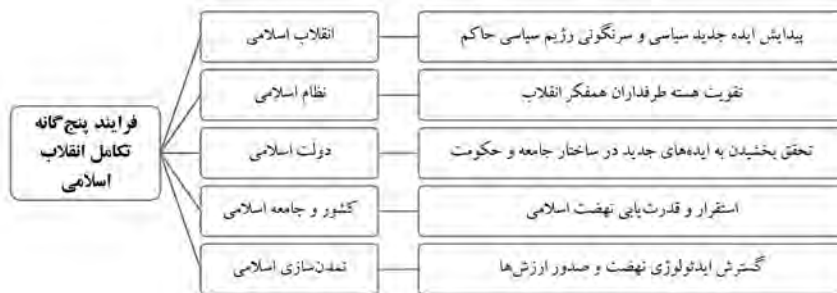 فرایند پنج‌گانه
تکامل انقلاب
اسلامی
انقلاب اسلامی
پیدایش ایده جدید سیاسی و سرنگونی رژیم سیاسی حاکم
نظام اسلامی
تقویت هسته طرفداران همفکر انقلاب
دولت اسلامی
تحقق بخشیدن به ایده‌های جدید در ساختار جامعه و حکومت
کشور و جامعه اسلامی
استقرار و قدرت‌یابی نهضت اسلامی
تمدن‌سازی اسلامی
گسترش ایدئولوژی نهضت و صدور ارزش‌ها